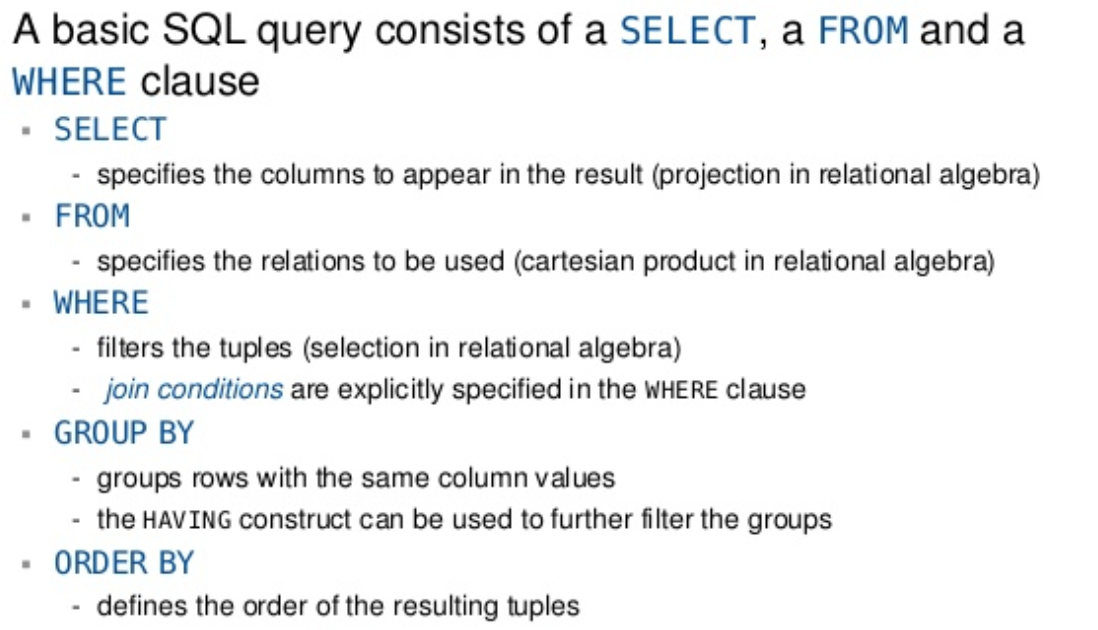 A basic SQL query consists of a SELECT, a FROM and a
WHERE clause
▪ SELECT
- specifies the columns to appear in the result (projection in relational algebra)
▪ FROM
- specifies the relations to be used (cartesian product in relational algebra)
▪ WHERE
- filters the tuples (selection in relational algebra)
- join conditions are explicitly specified in the WHERE clause
▪ GROUP BY
- groups rows with the same column values
- the HAVING construct can be used to further filter the groups
▪ ORDER BY
- defines the order of the resulting tuples